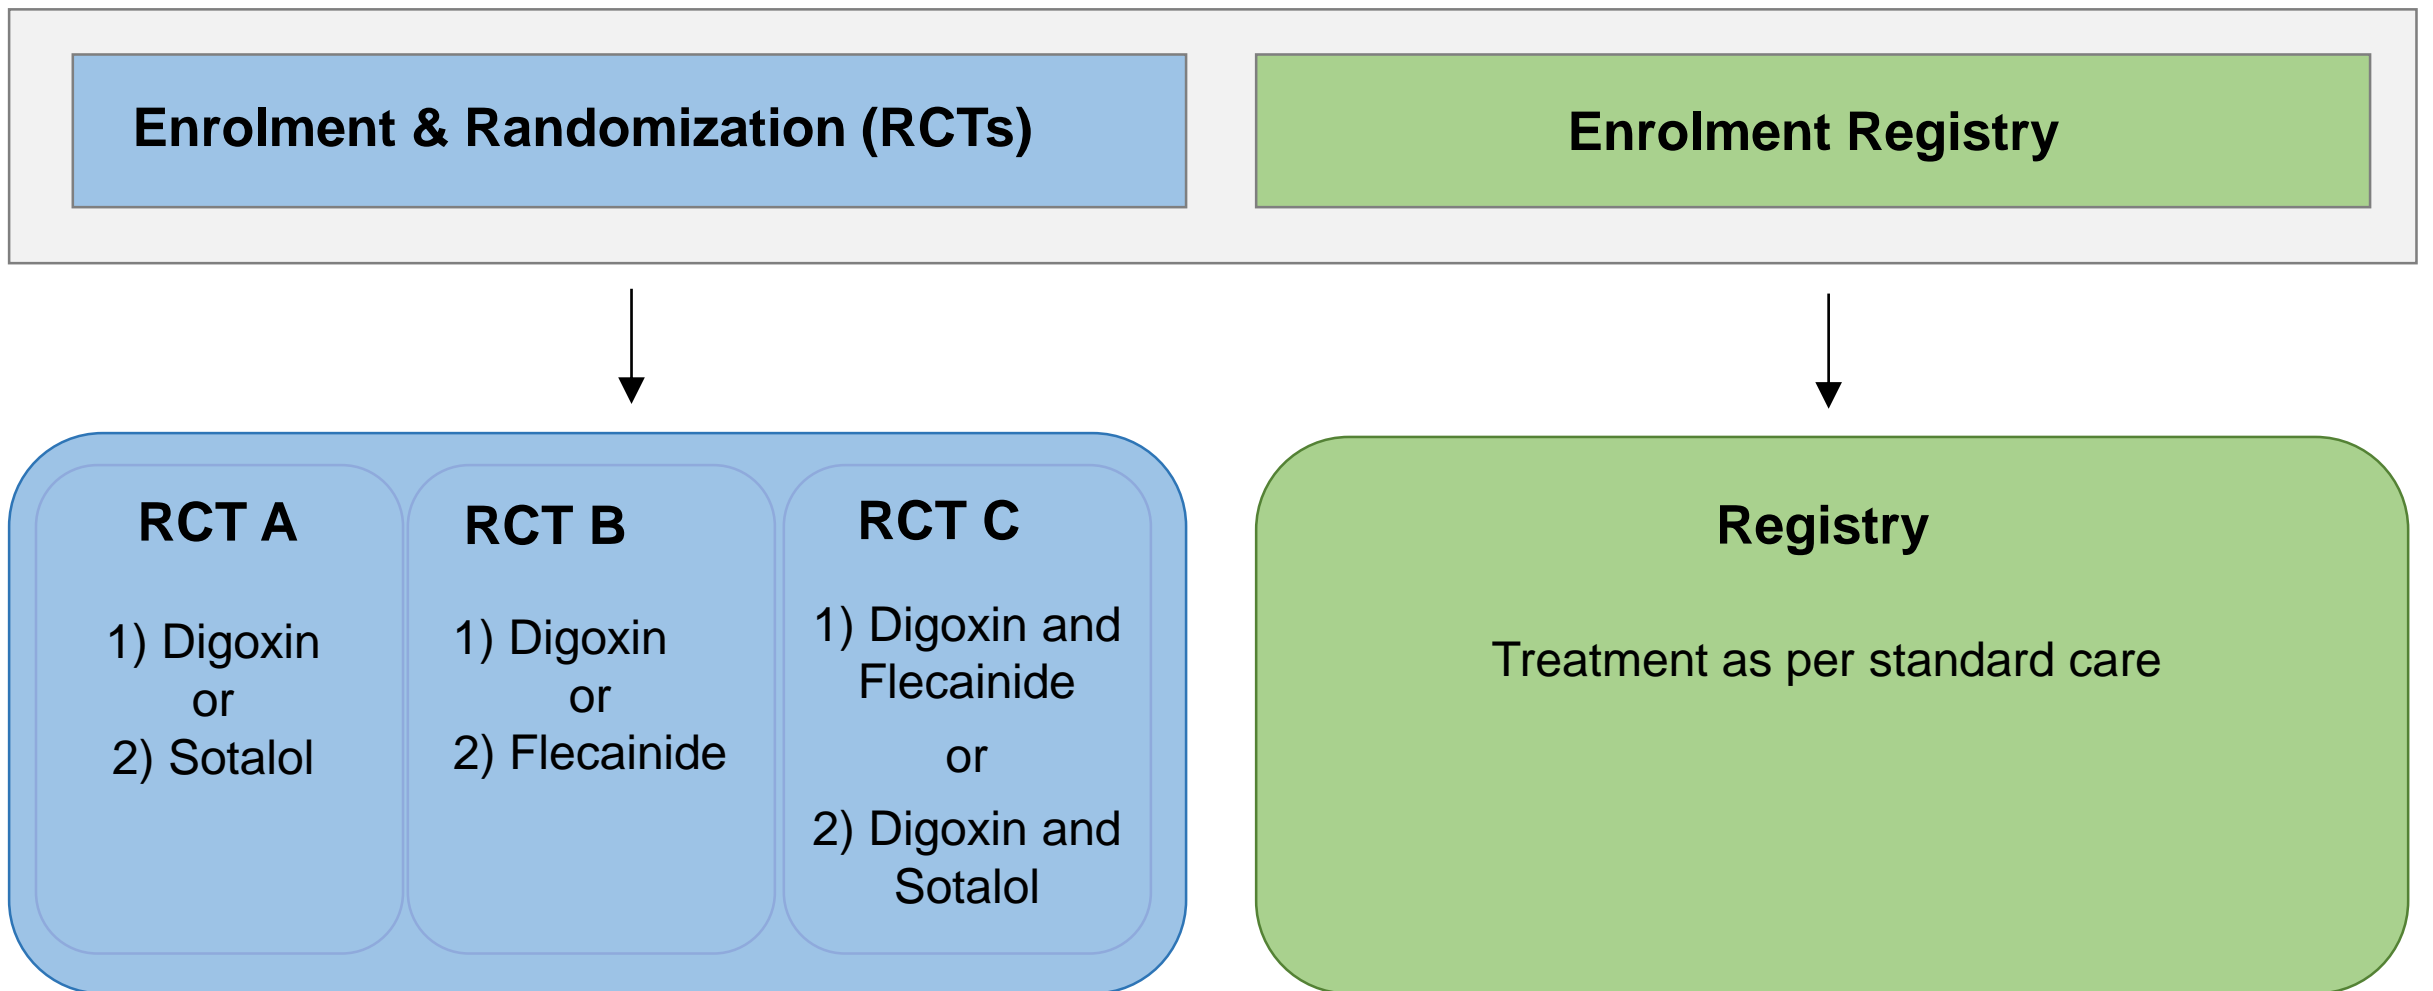 Enrolment & Randomization (RCTs)
Enrolment Registry
RCT A
1) Digoxin
or
2) Sotalol
RCT B
1) Digoxin
or
2) Flecainide
RCT C
1) Digoxin and
Flecainide
or
2) Digoxin and
Sotalol
Registry
Treatment as per standard care